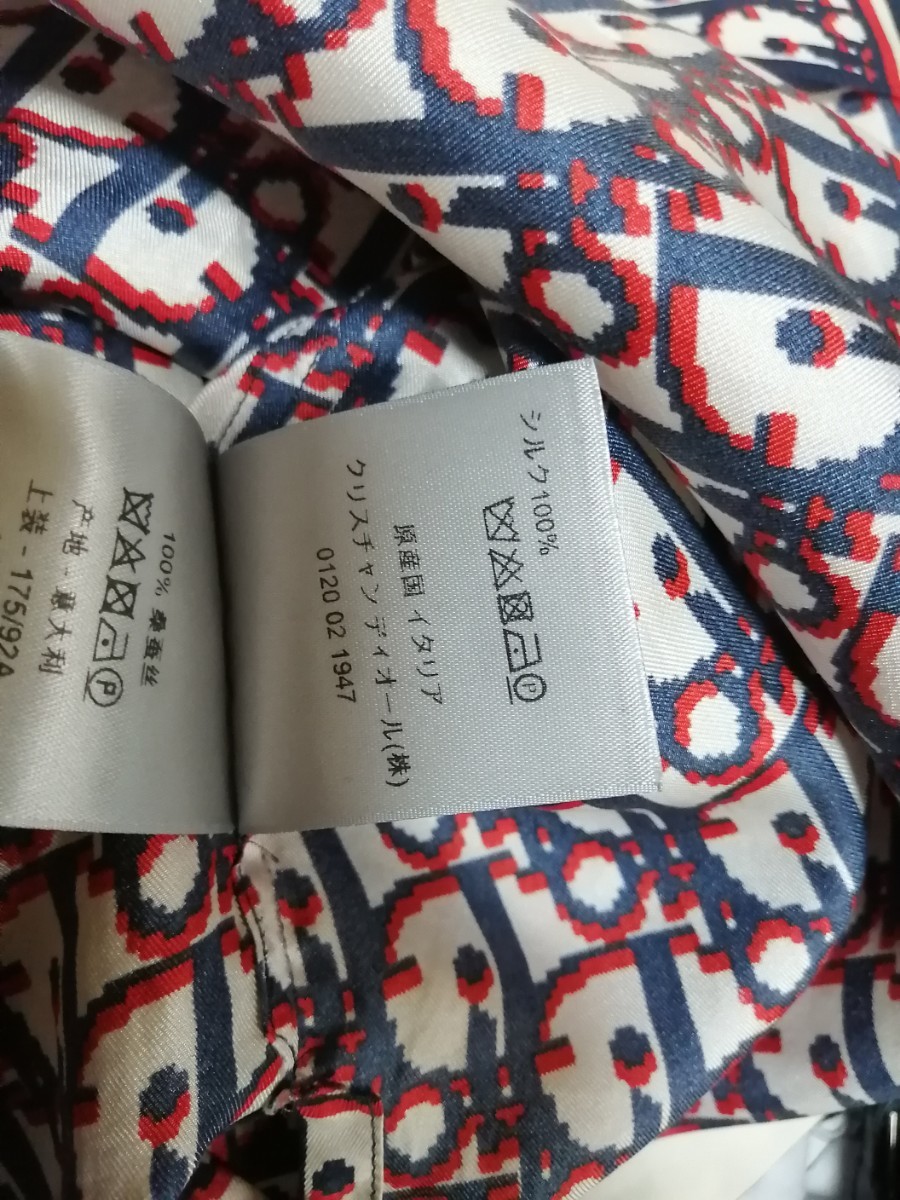 シルク100%
原産国 イタリア
クリスチャン ディオール(株)
0120 02 1947
100% 桑蚕丝
产地 - 意大利
上装 - 175/92A